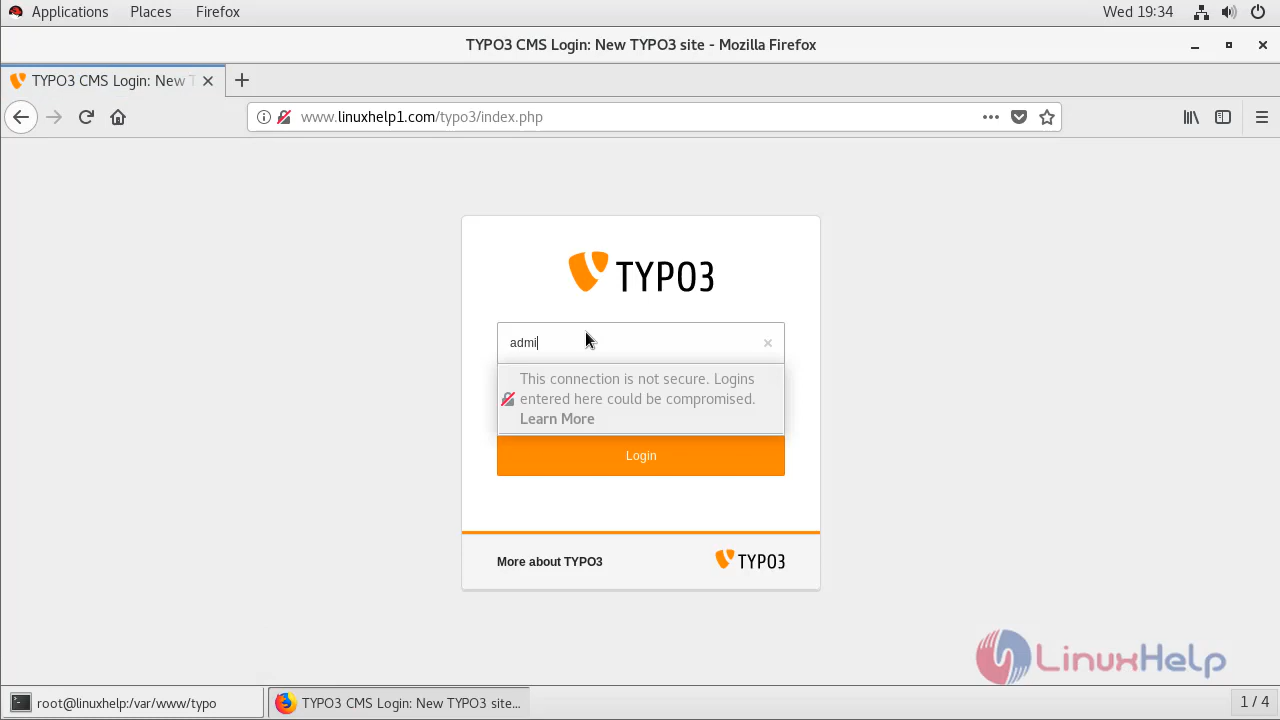 Applications Places Firefox Wed 19:34
TYPO3 CMS Login: New TYPO3 site - Mozilla Firefox
TYPO3 CMS Login: New T
www.linuxhelp1.com/typo3/index.php
TYPO3
admi
This connection is not secure. Logins
entered here could be compromised.
Learn More
Login
More about TYPO3 TYPO3
LinuxHelp
root@linuxhelp:/var/www/typo TYPO3 CMS Login: New TYPO3 site... 1 / 4